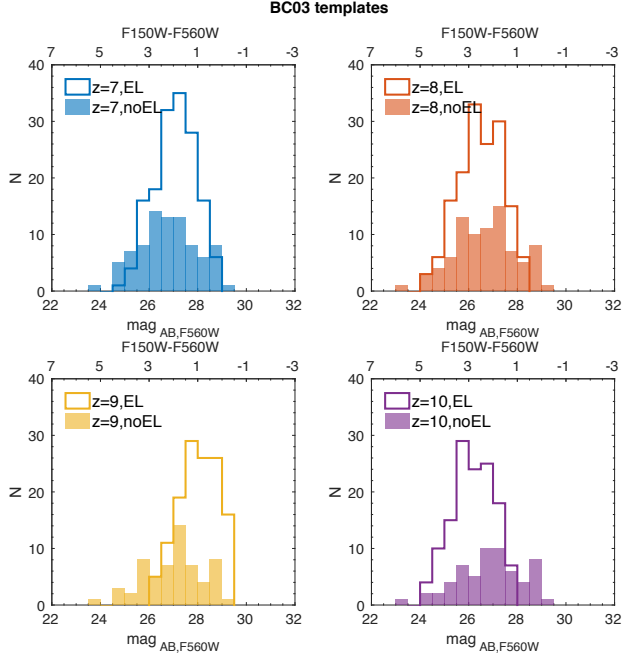 BC03 templates
F150W-F560W
7 5 3 1 -1 -3
40
30
20
10
0
N
z=7,EL
z=7,noEL
22 24 26 28 30 32
mag AB,F560W
F150W-F560W
7 5 3 1 -1 -3
40
30
20
10
0
N
z=8,EL
z=8,noEL
22 24 26 28 30 32
mag AB,F560W
F150W-F560W
7 5 3 1 -1 -3
40
30
20
10
0
N
z=9,EL
z=9,noEL
22 24 26 28 30 32
mag AB,F560W
F150W-F560W
7 5 3 1 -1 -3
40
30
20
10
0
N
z=10,EL
z=10,noEL
22 24 26 28 30 32
mag AB,F560W